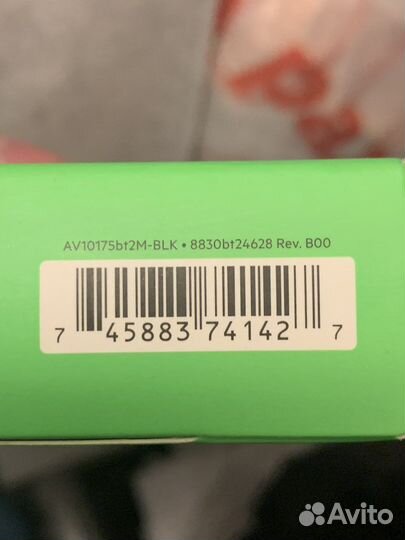 AV10175bt2M-BLK • 8830bt24628 Rev. B00
7 45883 74142 7
Avito